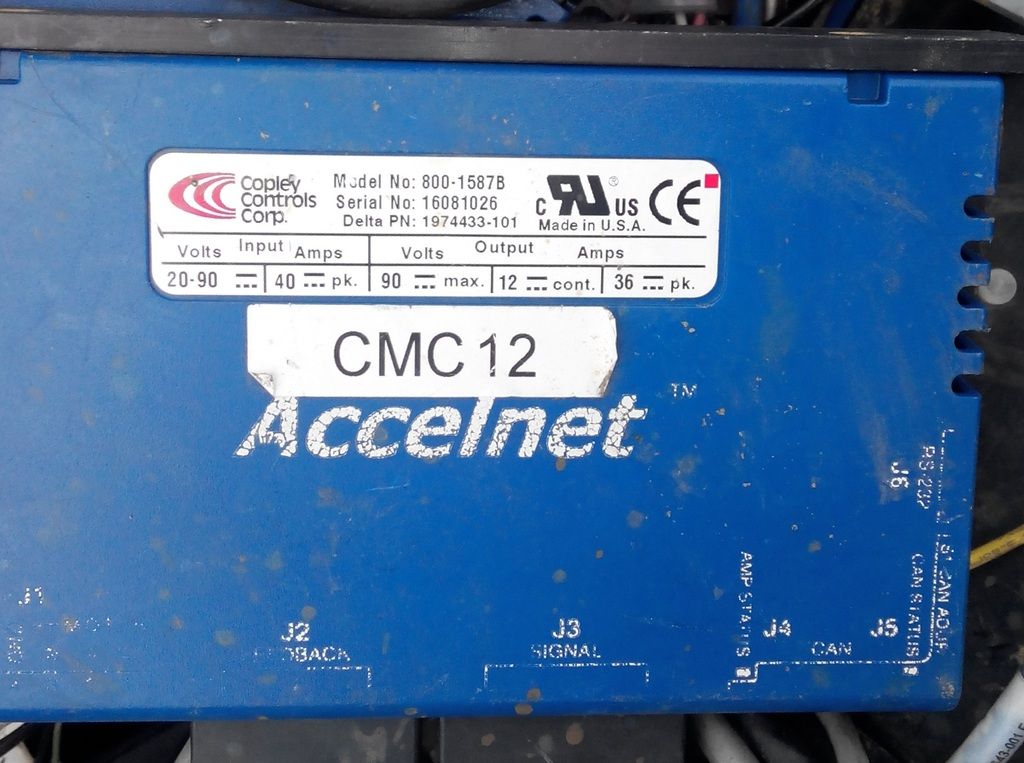 Copley
Controls
Corp.
Model No: 800-1587B
Serial No: 16081026
Delta PN: 1974433-101
C RU ® US CE
Made in U.S.A.
Input Output
Volts Amps Volts Amps
20-90 40 pk. 90 max. 12 cont. 36 pk.
CMC 12
Accelnet ™
RS-232
J6
AMP STATUS
CAN STATUS
J1
J2
J3
SIGNAL
J4
CAN
J5